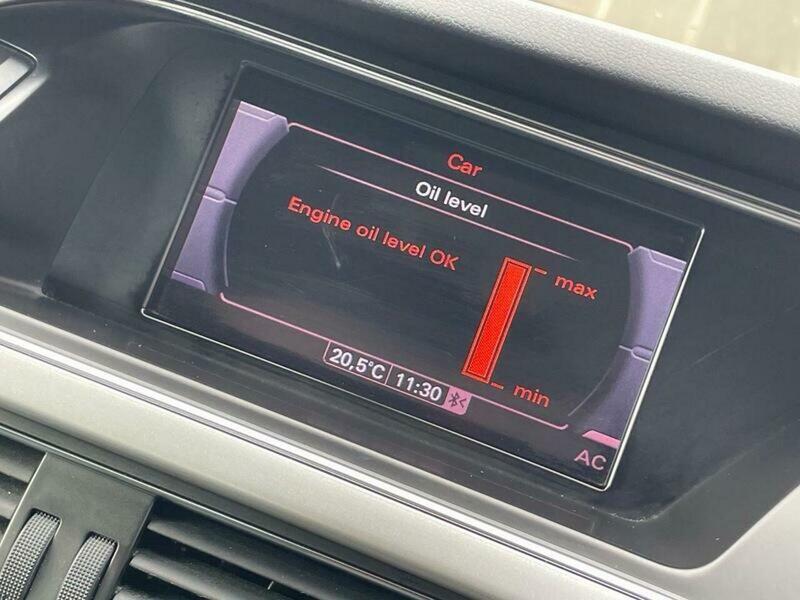 Car
Oil level
Engine oil level OK
max
min
20,5°C 11:30
AC